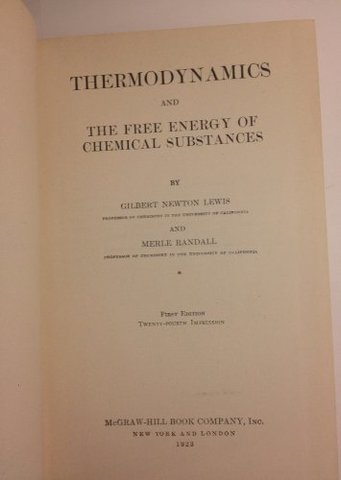 THERMODYNAMICS
AND
THE FREE ENERGY OF
CHEMICAL SUBSTANCES
BY
GILBERT NEWTON LEWIS
PROFESSOR OF CHEMISTRY IN THE UNIVERSITY OF CALIFORNIA
AND
MERLE RANDALL
PROFESSOR OF CHEMISTRY IN THE UNIVERSITY OF CALIFORNIA
FIRST EDITION
TWENTY-FOURTH IMPRESSION
McGRAW-HILL BOOK COMPANY, INC.
NEW YORK AND LONDON
1923